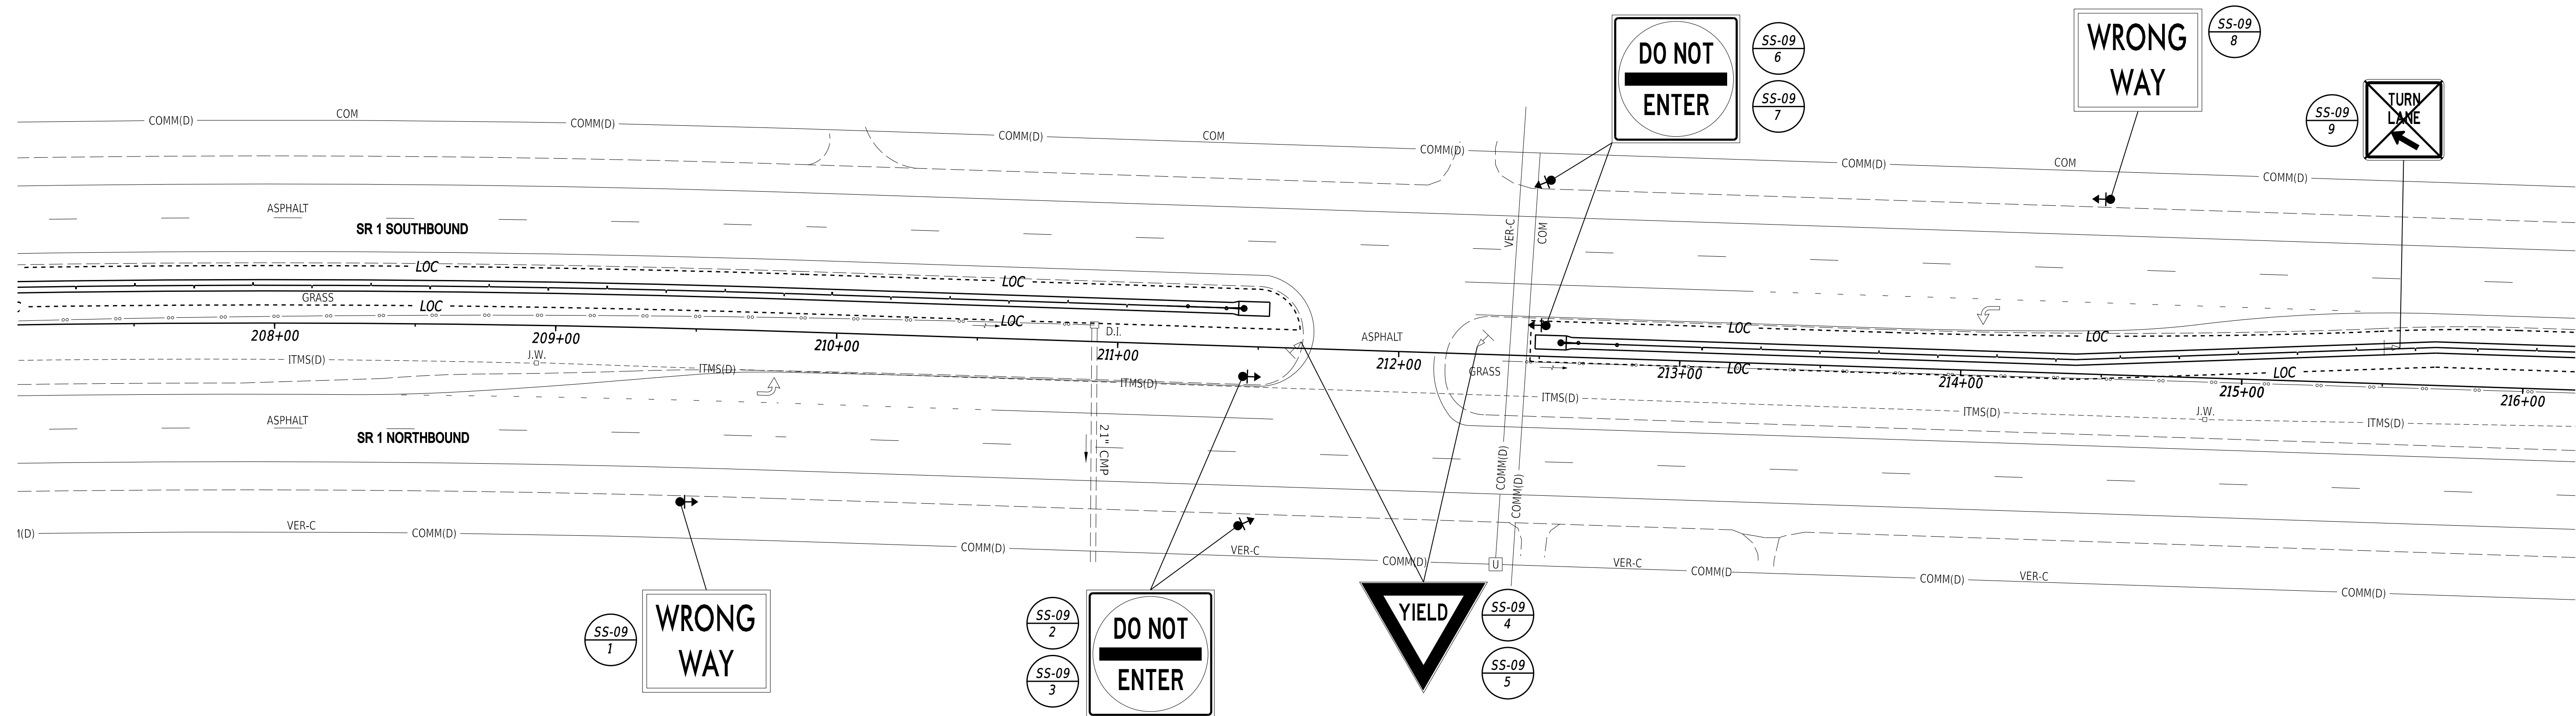 DO NOT
ENTER
SS-09
6
SS-09
7
WRONG
WAY
SS-09
8
TURN
LANE
SS-09
9
COMM(D)
COM
COMM(D)
COMM(D)
COM
COMM(D)
COMM(D)
COM
COMM(D)
ASPHALT
SR 1 SOUTHBOUND
VER-C
COM
LOC
LOC
GRASS
LOC
LOC
D.I.
208+00
209+00
210+00
211+00
ASPHALT
212+00
GRASS
LOC
LOC
LOC
LOC
213+00
214+00
215+00
216+00
ITMS(D)
J.W.
ITMS(D)
ITMS(D)
ITMS(D)
ITMS(D)
J.W.
ITMS(D)
ASPHALT
SR 1 NORTHBOUND
21" CMP
COMM(D)
COMM(D)
VER-C
COMM(D)
COMM(D)
VER-C
COMM(D)
U
VER-C
COMM(D
COMM(D)
VER-C
COMM(D)
SS-09
1
WRONG
WAY
SS-09
2
SS-09
3
DO NOT
ENTER
YIELD
SS-09
4
SS-09
5